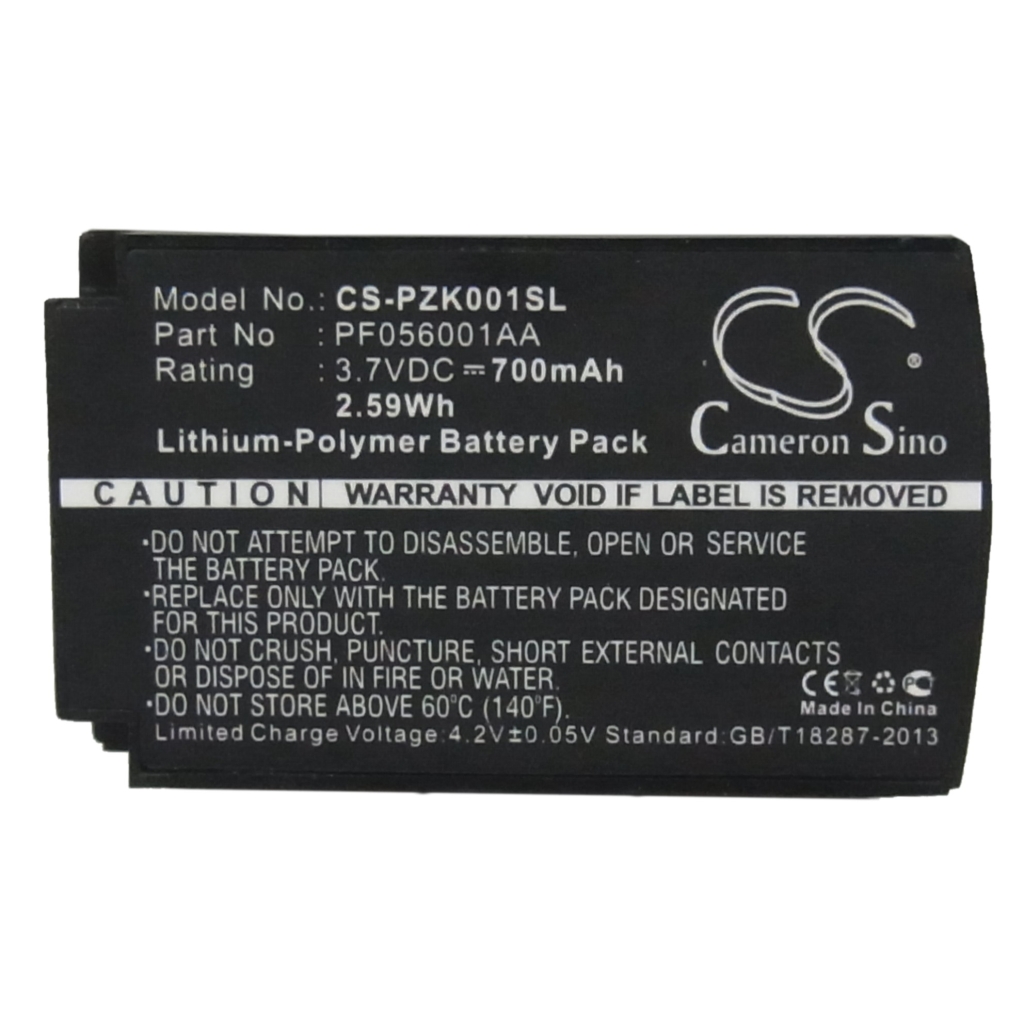 Model No.: CS-PZK001SL
Part No : PF056001AA
Rating : 3.7VDC ⎓ 700mAh
2.59Wh
Lithium-Polymer Battery Pack
CS ®
Cameron Sino
CAUTION WARRANTY VOID IF LABEL IS REMOVED
·DO NOT ATTEMPT TO DISASSEMBLE, OPEN OR SERVICE
THE BATTERY PACK.
·REPLACE ONLY WITH THE BATTERY PACK DESIGNATED
FOR THIS PRODUCT.
·DO NOT CRUSH, PUNCTURE, SHORT EXTERNAL CONTACTS
OR DISPOSE OF IN FIRE OR WATER.
·DO NOT STORE ABOVE 60°C (140°F).
CE
Made In China
Limited Charge Voltage:4.2V±0.05V Standard:GB/T18287-2013